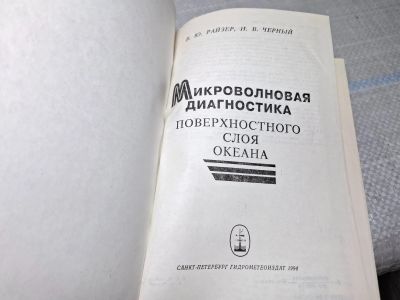 В. Ю. РАЙЗЕР, И. В. ЧЕРНЫЙ
МИКРОВОЛНОВАЯ
ДИАГНОСТИКА
ПОВЕРХНОСТНОГО
СЛОЯ
ОКЕАНА
САНКТ-ПЕТЕРБУРГ ГИДРОМЕТЕОИЗДАТ 1994